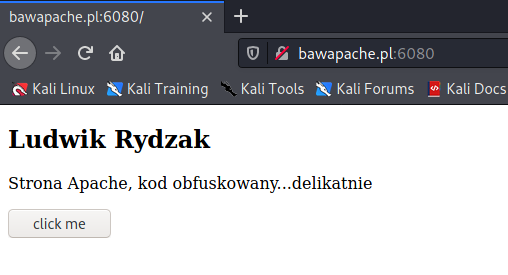 bawapache.pl:6080/
bawapache.pl:6080
Kali Linux Kali Training Kali Tools Kali Forums Kali Docs
Ludwik Rydzak
Strona Apache, kod obfuskowany...delikatnie
click me